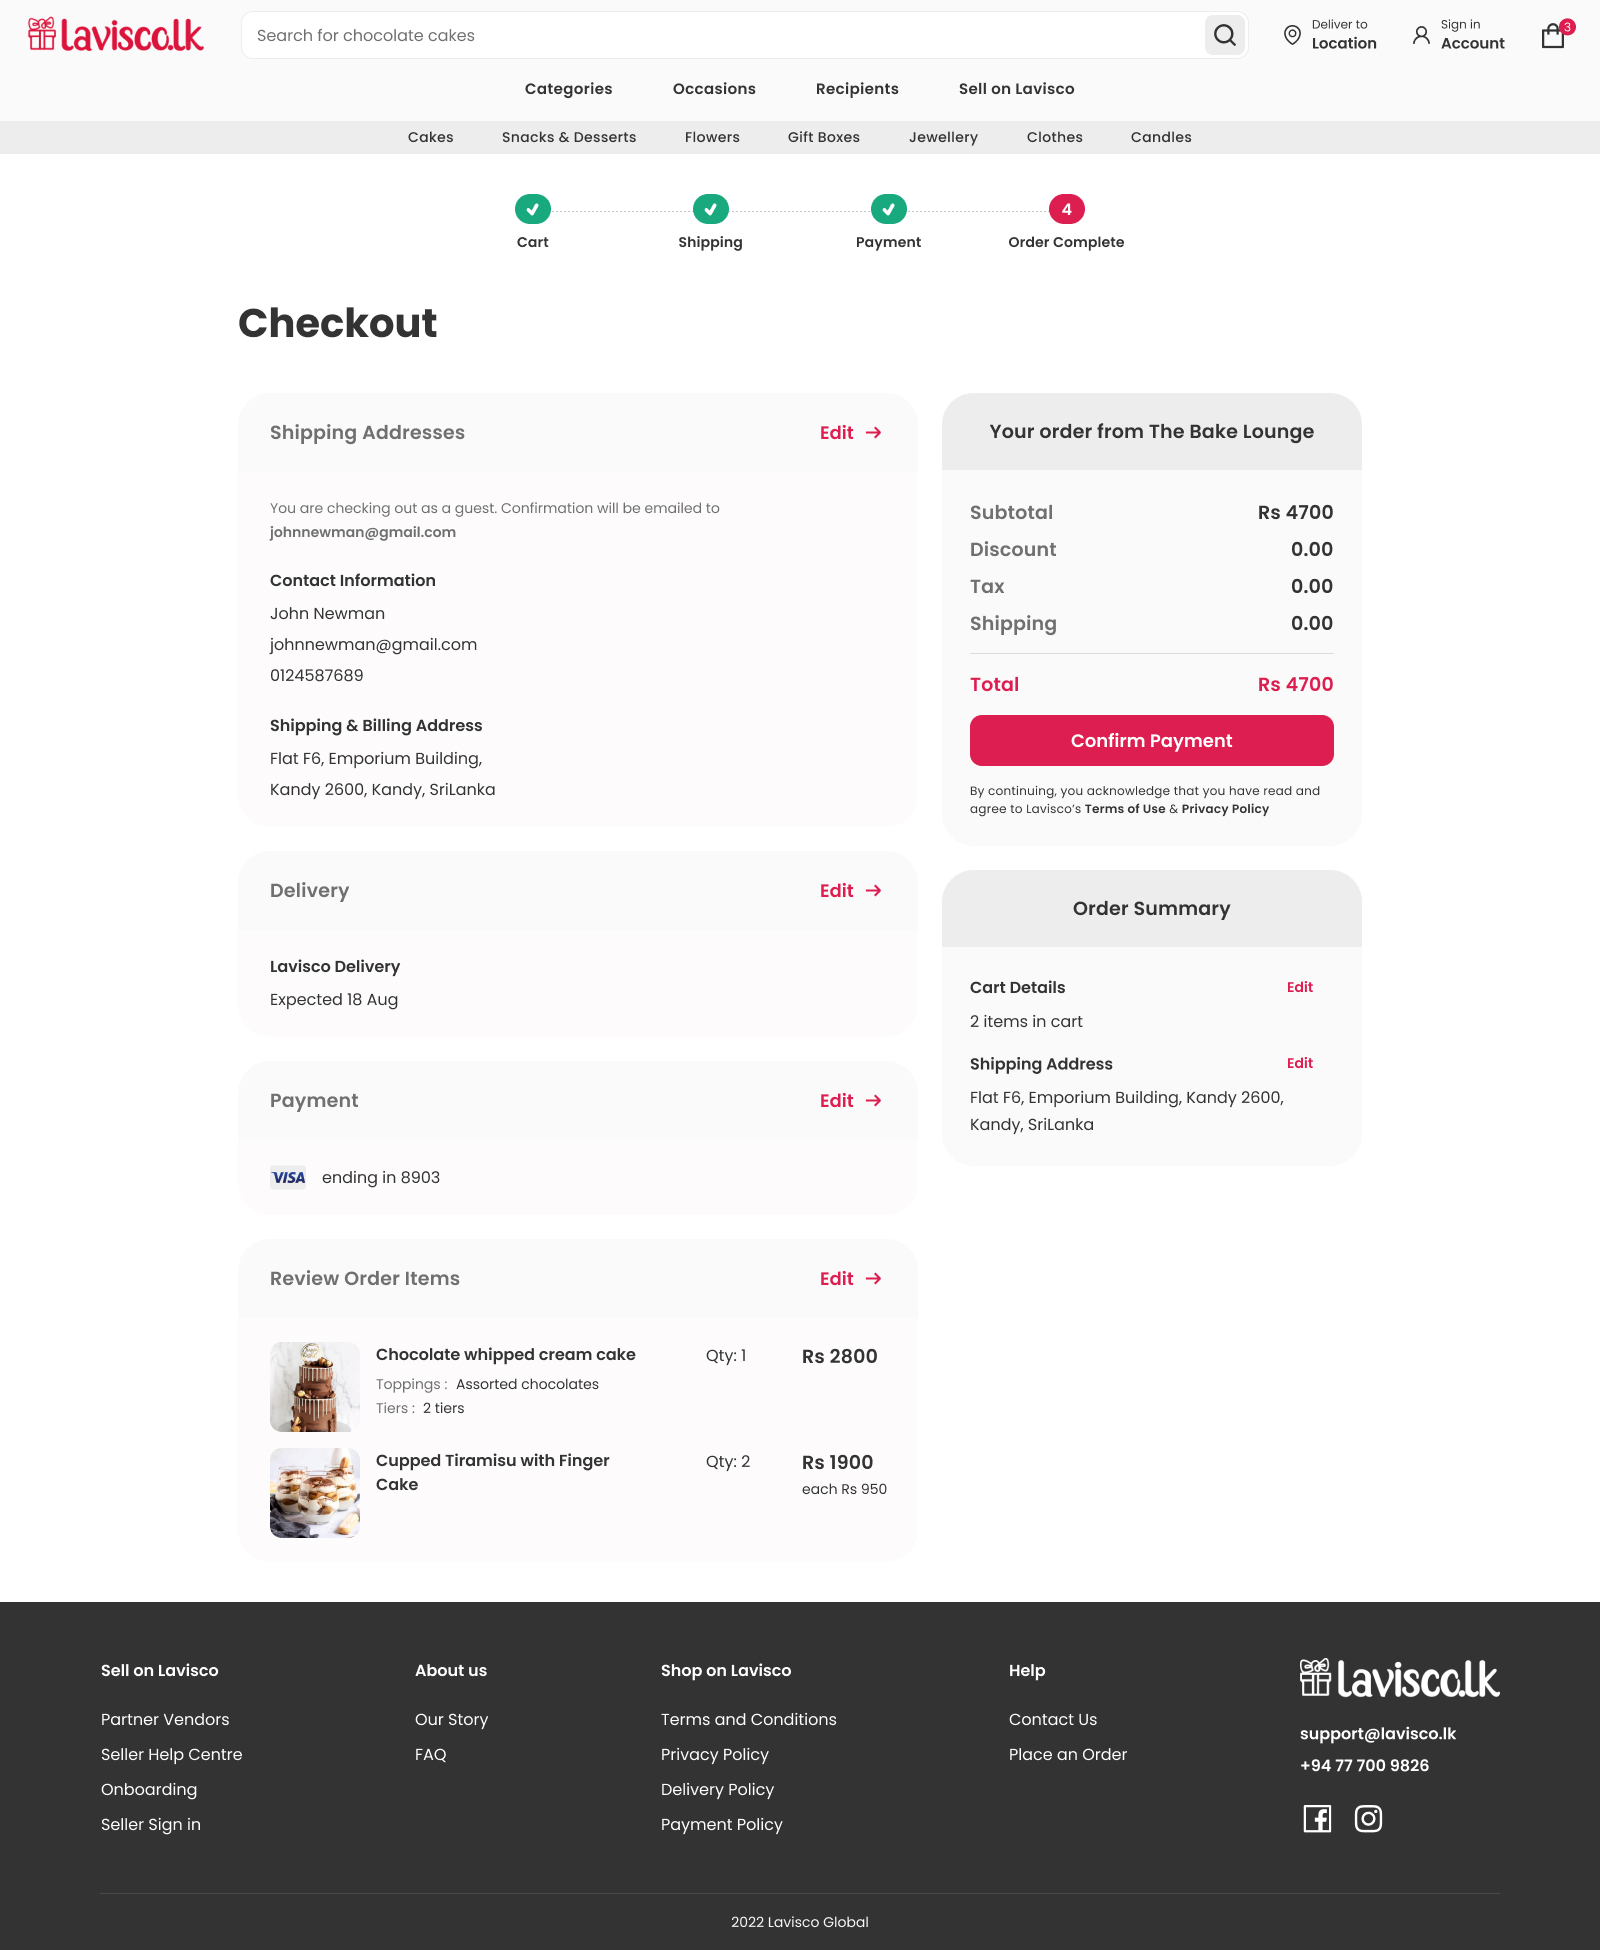 Lavisco.lk
Search for chocolate cakes
Deliver to
Location
Sign in
Account
3
Categories
Occasions
Recipients
Sell on Lavisco
Cakes
Snacks & Desserts
Flowers
Gift Boxes
Jewellery
Clothes
Candles
4
Cart
Shipping
Payment
Order Complete
Checkout
Shipping Addresses
Edit
You are checking out as a guest. Confirmation will be emailed to
johnnewman@gmail.com
Contact Information
John Newman
johnnewman@gmail.com
0124587689
Shipping & Billing Address
Flat F6, Emporium Building,
Kandy 2600, Kandy, SriLanka
Delivery
Edit
Lavisco Delivery
Expected 18 Aug
Payment
Edit
VISA
ending in 8903
Review Order Items
Edit
Chocolate whipped cream cake
Qty: 1
Rs 2800
Toppings : Assorted chocolates
Tiers : 2 tiers
Cupped Tiramisu with Finger
Cake
Qty: 2
Rs 1900
each Rs 950
Your order from The Bake Lounge
Subtotal
Rs 4700
Discount
0.00
Tax
0.00
Shipping
0.00
Total
Rs 4700
Confirm Payment
By continuing, you acknowledge that you have read and
agree to Lavisco's Terms of Use & Privacy Policy
Order Summary
Cart Details
Edit
2 items in cart
Shipping Address
Edit
Flat F6, Emporium Building, Kandy 2600,
Kandy, SriLanka
Sell on Lavisco
Partner Vendors
Seller Help Centre
Onboarding
Seller Sign in
About us
Our Story
FAQ
Shop on Lavisco
Terms and Conditions
Privacy Policy
Delivery Policy
Payment Policy
Help
Contact Us
Place an Order
Lavisco.lk
support@lavisco.lk
+94 77 700 9826
2022 Lavisco Global